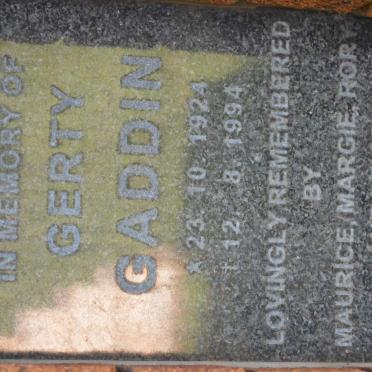 IN MEMORY OF
GERTY
GADDIN
★ 23. 10. 1924
† 12. 8. 1994
LOVINGLY REMEMBERED
BY
MAURICE, MARGIE, RORY